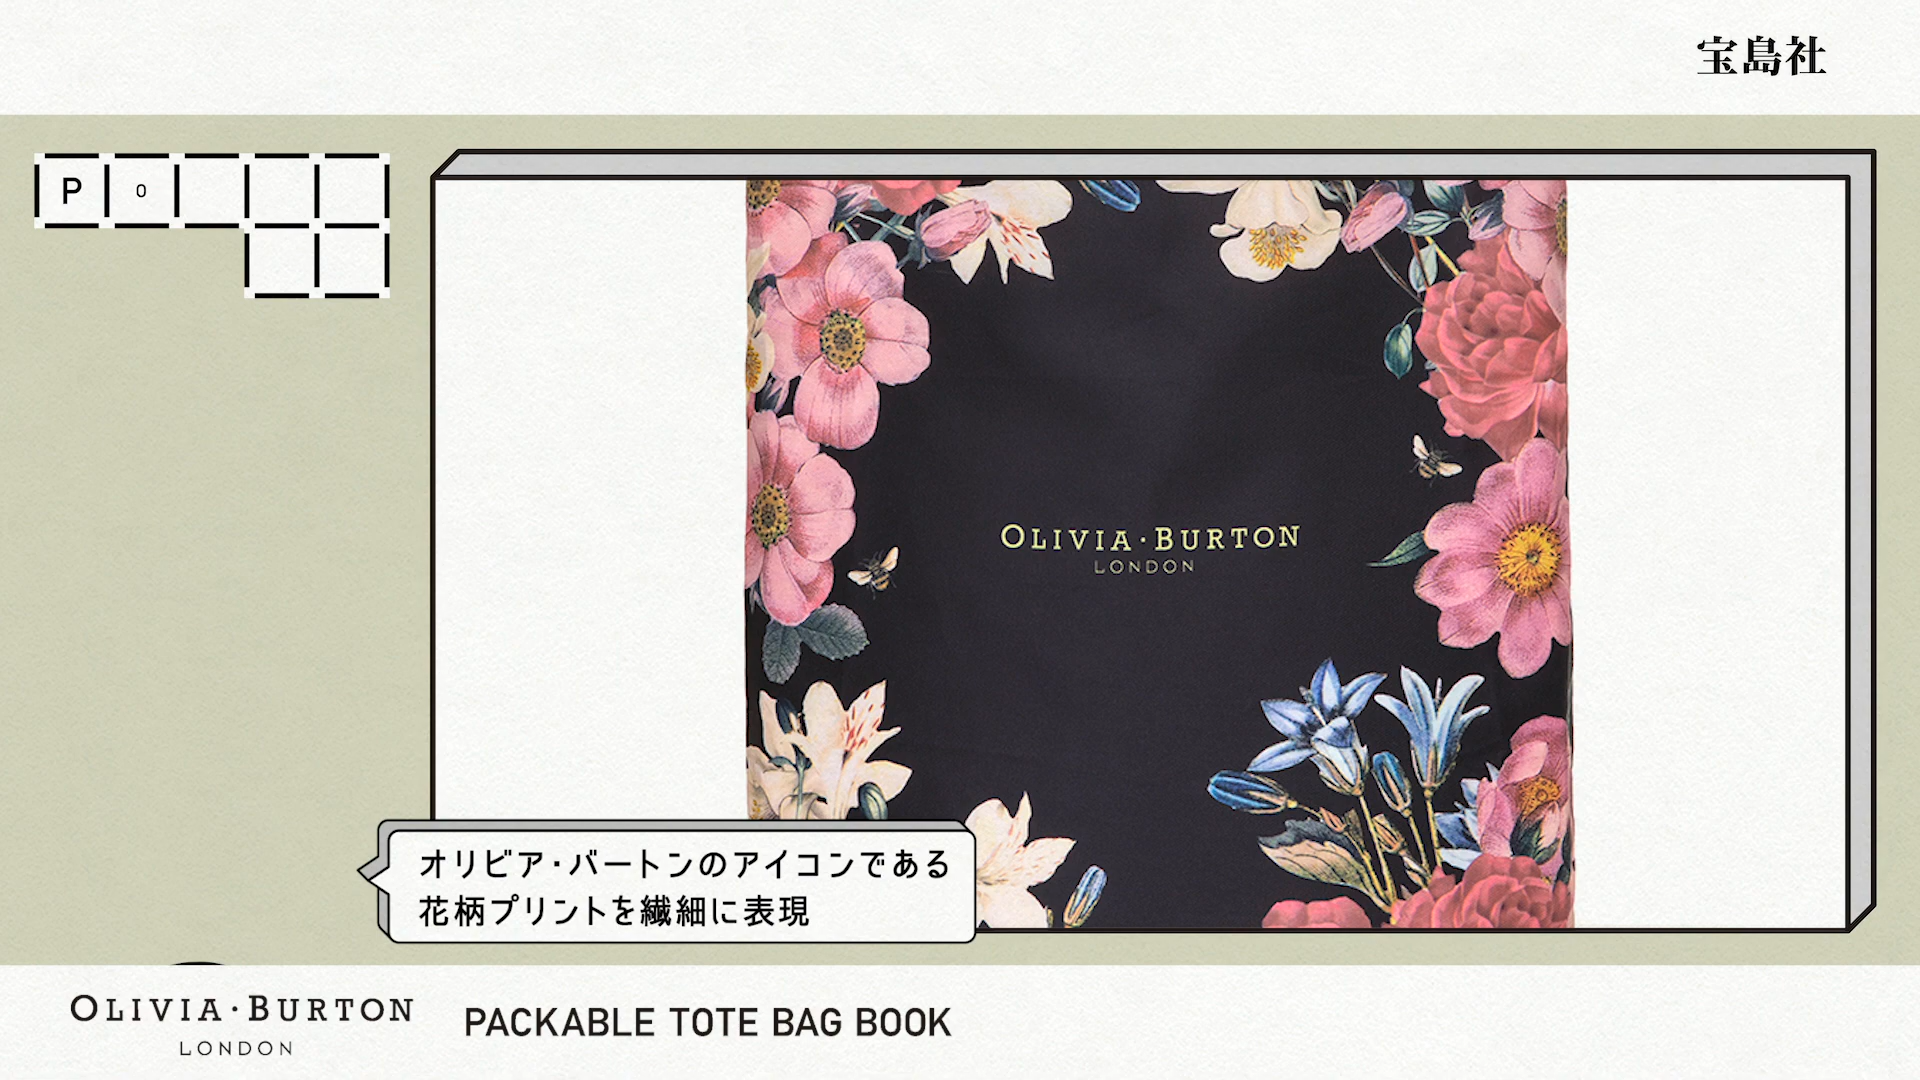 宝島社
P o
OLIVIA·BURTON
LONDON
オリビア・バートンのアイコンである
花柄プリントを繊細に表現
OLIVIA·BURTON
LONDON
PACKABLE TOTE BAG BOOK